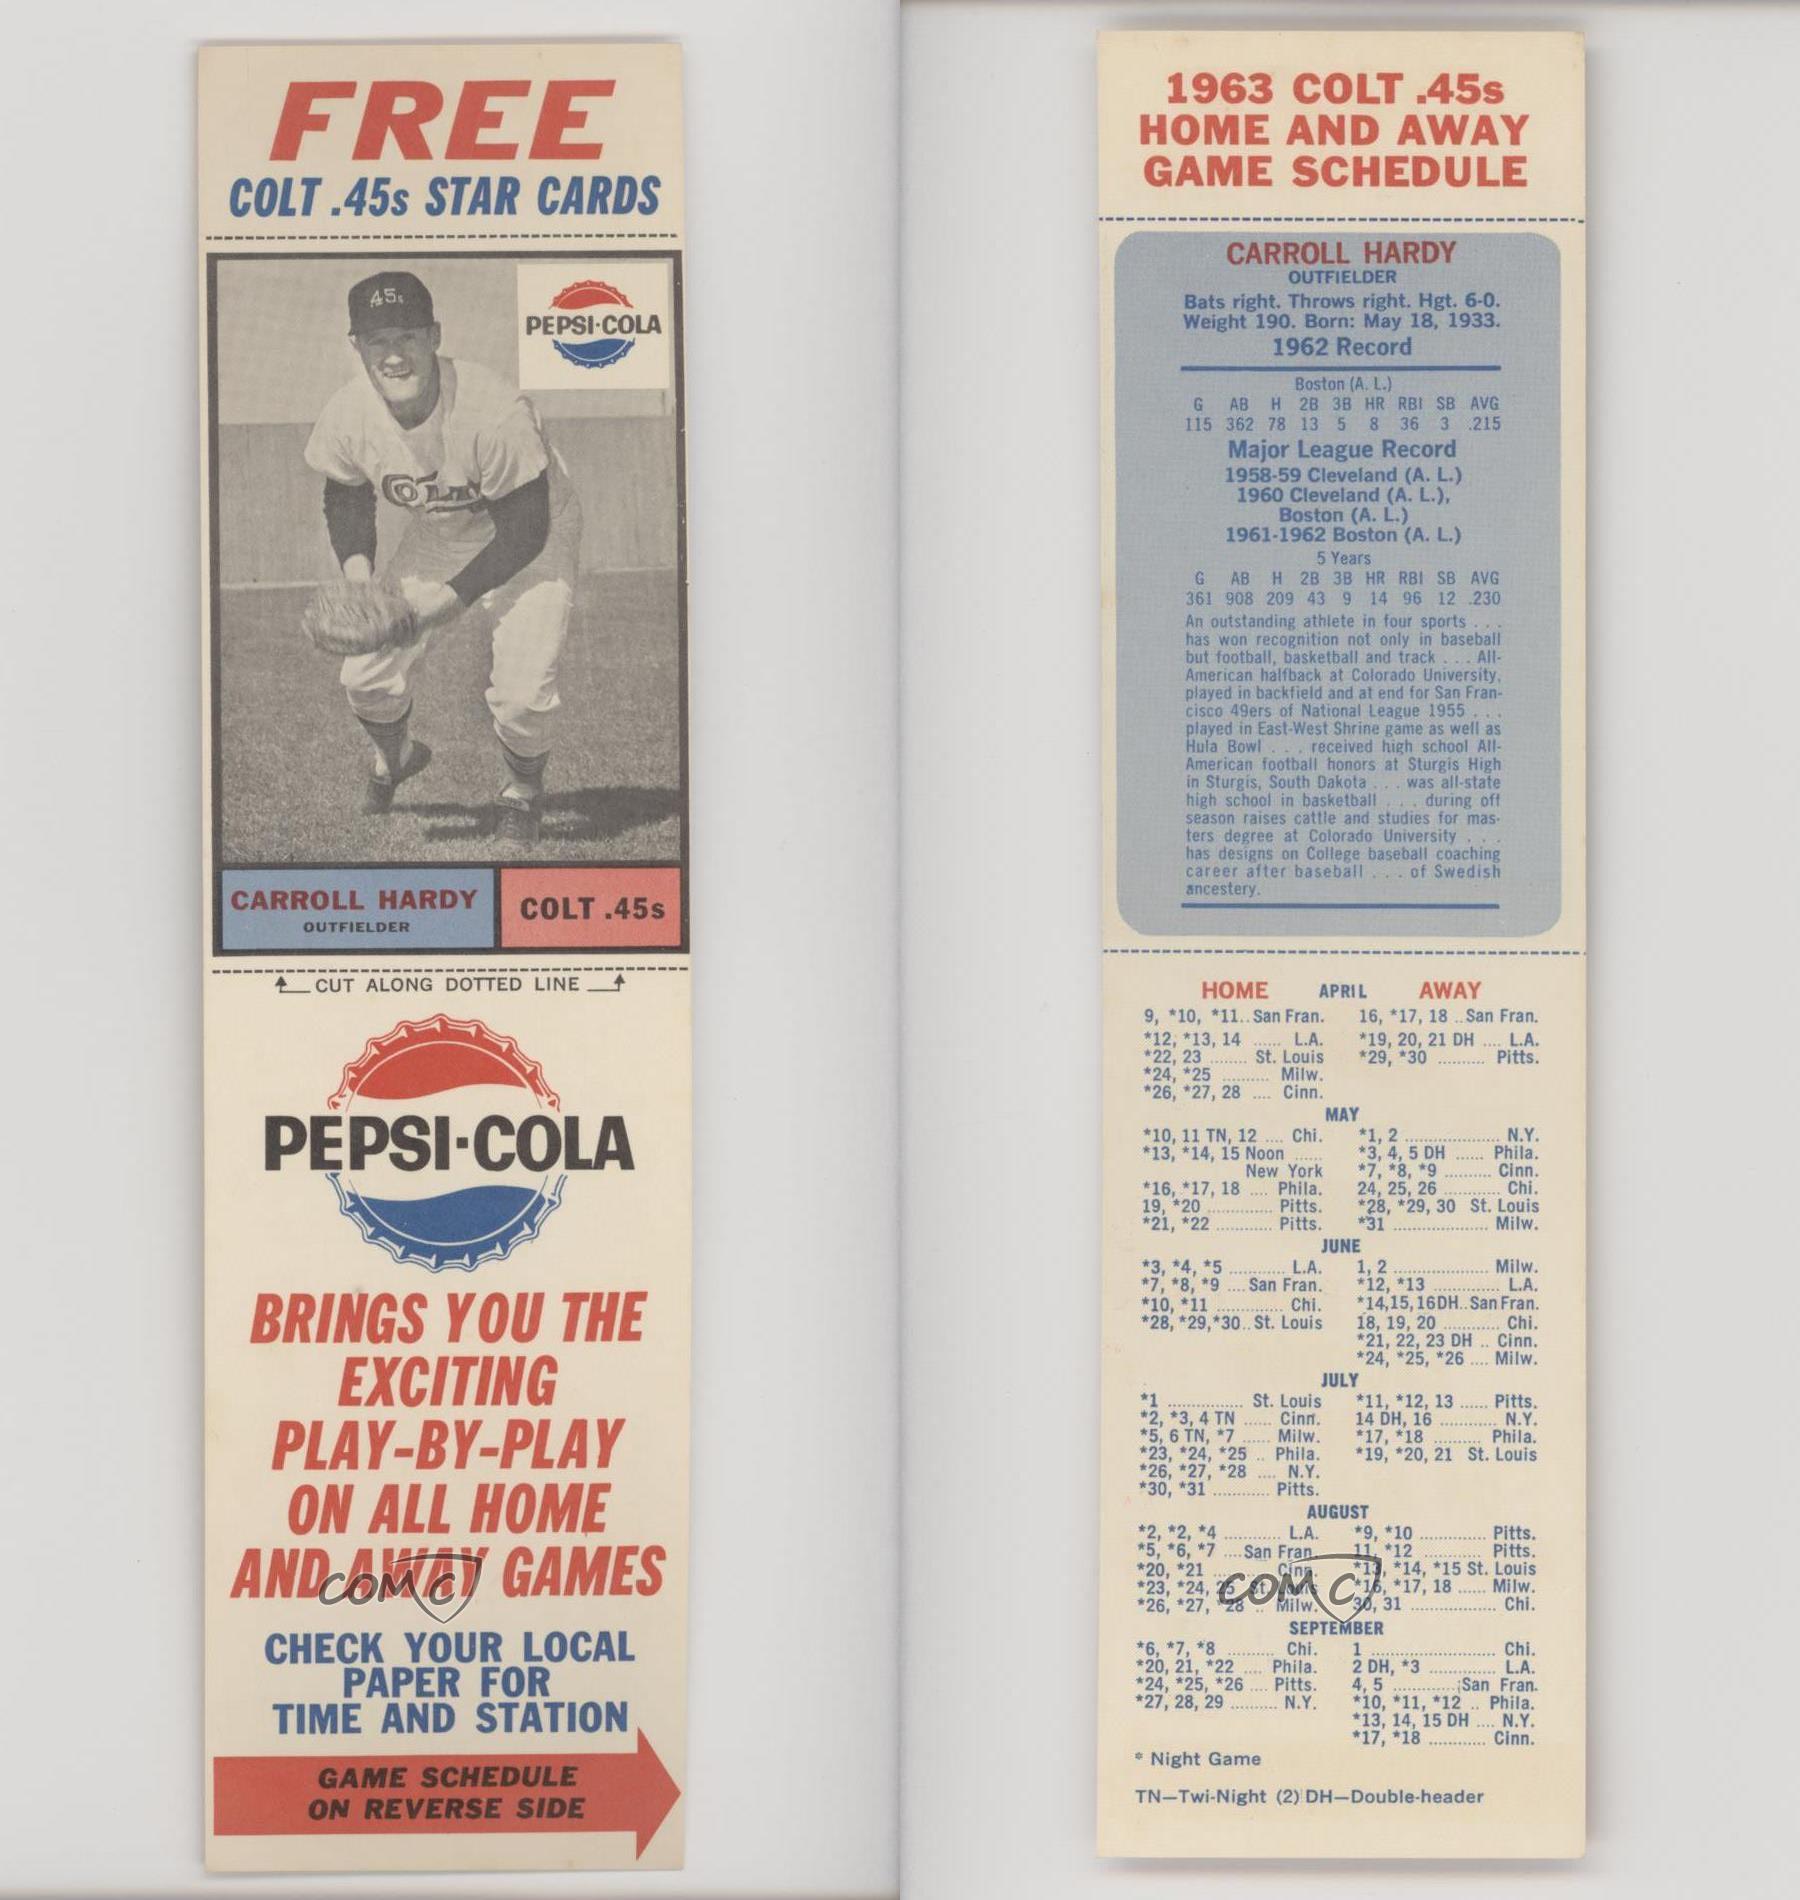 FREE
COLT .45s STAR CARDS
45s
PEPSI-COLA
CARROLL HARDY
OUTFIELDER
COLT .45s
CUT ALONG DOTTED LINE
PEPSI-COLA
BRINGS YOU THE
EXCITING
PLAY-BY-PLAY
ON ALL HOME
AND AWAY GAMES
COMC
CHECK YOUR LOCAL
PAPER FOR
TIME AND STATION
GAME SCHEDULE
ON REVERSE SIDE
1963 COLT .45s
HOME AND AWAY
GAME SCHEDULE
CARROLL HARDY
OUTFIELDER
Bats right. Throws right. Hgt. 6-0.
Weight 190. Born: May 18, 1933.
1962 Record
Boston (A. L.)
G AB H 2B 3B HR RBI SB AVG
115 362 78 13 5 8 36 3 .215
Major League Record
1958-59 Cleveland (A. L.)
1960 Cleveland (A. L.),
Boston (A. L.)
1961-1962 Boston (A. L.)
5 Years
G AB H 2B 3B HR RBI SB AVG
361 908 209 43 9 14 96 12 .230
An outstanding athlete in four sports . . .
has won recognition not only in baseball
but football, basketball and track . . . All-
American halfback at Colorado University,
played in backfield and at end for San Fran-
cisco 49ers of National League 1955 . . .
played in East-West Shrine game as well as
Hula Bowl . . . received high school All-
American football honors at Sturgis High
in Sturgis, South Dakota . . . was all-state
high school in basketball . . . during off
season raises cattle and studies for mas-
ters degree at Colorado University . . .
has designs on College baseball coaching
career after baseball . . . of Swedish
ancestery.
HOME APRIL AWAY
9, *10, *11.. San Fran. 16, *17, 18 ..San Fran.
*12, *13, 14 ...... L.A. *19, 20, 21 DH .... L.A.
*22, 23 ........ St. Louis *29, *30 ......... Pitts.
*24, *25 .......... Milw.
*26, *27, 28 .... Cinn.
MAY
*10, 11 TN, 12 .... Chi. *1, 2 ................... N.Y.
*13, *14, 15 Noon ...... *3, 4, 5 DH ...... Phila.
New York *7, *8, *9 .......... Cinn.
*16, *17, 18 .... Phila. 24, 25, 26 ........... Chi.
19, *20 ............. Pitts. *28, *29, 30 St. Louis
*21, *22 ........... Pitts. *31 ................... Milw.
JUNE
*3, *4, *5 ........... L.A. 1, 2 ................... Milw.
*7, *8, *9 ....San Fran. *12, *13 ............... L.A.
*10, *11 ............. Chi. *14,15,16DH..San Fran.
*28, *29,*30..St. Louis 18, 19, 20 ........... Chi.
*21, 22, 23 DH .. Cinn.
*24, *25, *26 .... Milw.
JULY
*1 ............... St. Louis *11, *12, 13 ...... Pitts.
*2, *3, 4 TN ...... Cinn. 14 DH, 16 ............ N.Y.
*5, 6 TN, *7 ...... Milw. *17, *18 .......... Phila.
*23, *24, *25 .. Phila. *19, *20, 21 St. Louis
*26, *27, *28 .... N.Y.
*30, *31 ............ Pitts.
AUGUST
*2, *2, *4 ........... L.A. *9, *10 ............. Pitts.
*5, *6, *7 ....San Fran. 11, *12 ............ Pitts.
*20, *21 ........... Cinn. *13, *14, *15 St. Louis
*23, *24, 25 St. Louis *16, *17, 18 ...... Milw.
*26, *27, *28 .. Milw. 30, 31 ................. Chi.
COMC
SEPTEMBER
*6, *7, *8 .......... Chi. 1 ......................... Chi.
*20, 21, *22 .... Phila. 2 DH, *3 .............. L.A.
*24, *25, *26 .... Pitts. 4, 5 .............San Fran.
*27, 28, 29 .......... N.Y. *10, *11, *12 .. Phila.
*13, 14, 15 DH .... N.Y.
*17, *18 ............ Cinn.
* Night Game
TN—Twi-Night (2) DH—Double-header